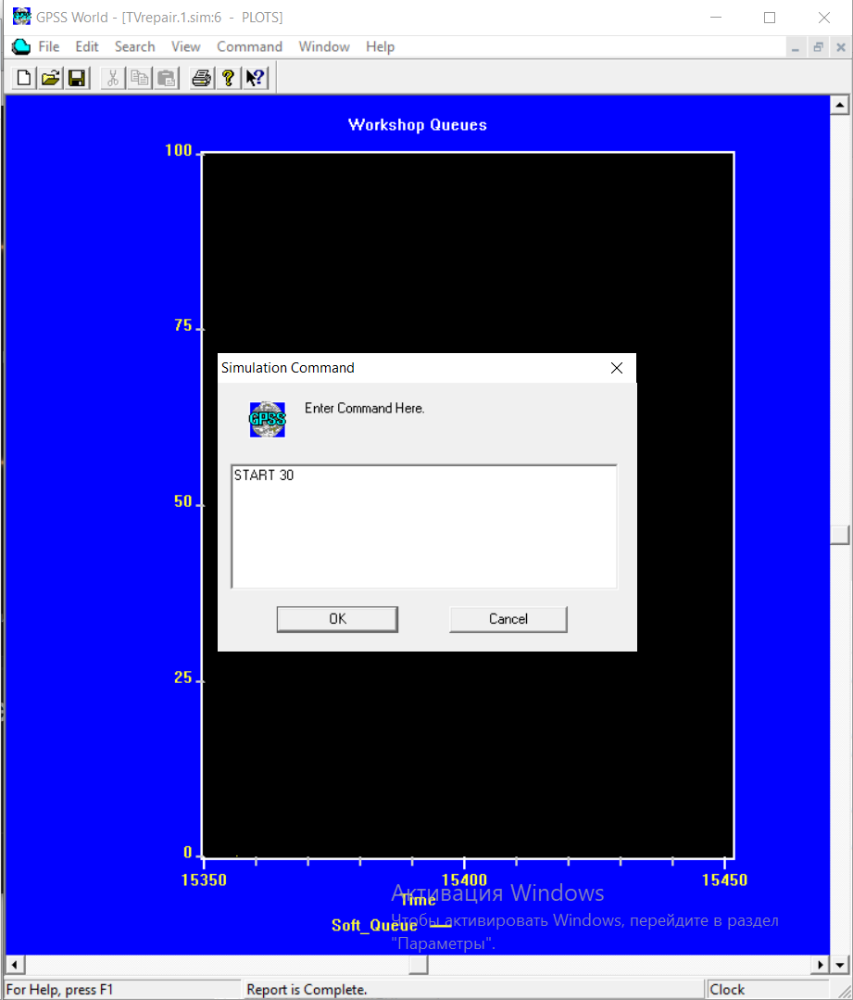 GPSS World - [TVrepair.1.sim:6 - PLOTS]
File Edit Search View Command Window Help
Workshop Queues
100
75
Simulation Command
GPSS
Enter Command Here.
START 30
50
OK Cancel
25
0
15350 15400 15450
Time
Активация Windows
Soft_Queue
Чтобы активировать Windows, перейдите в раздел
"Параметры".
For Help, press F1 Report is Complete. Clock